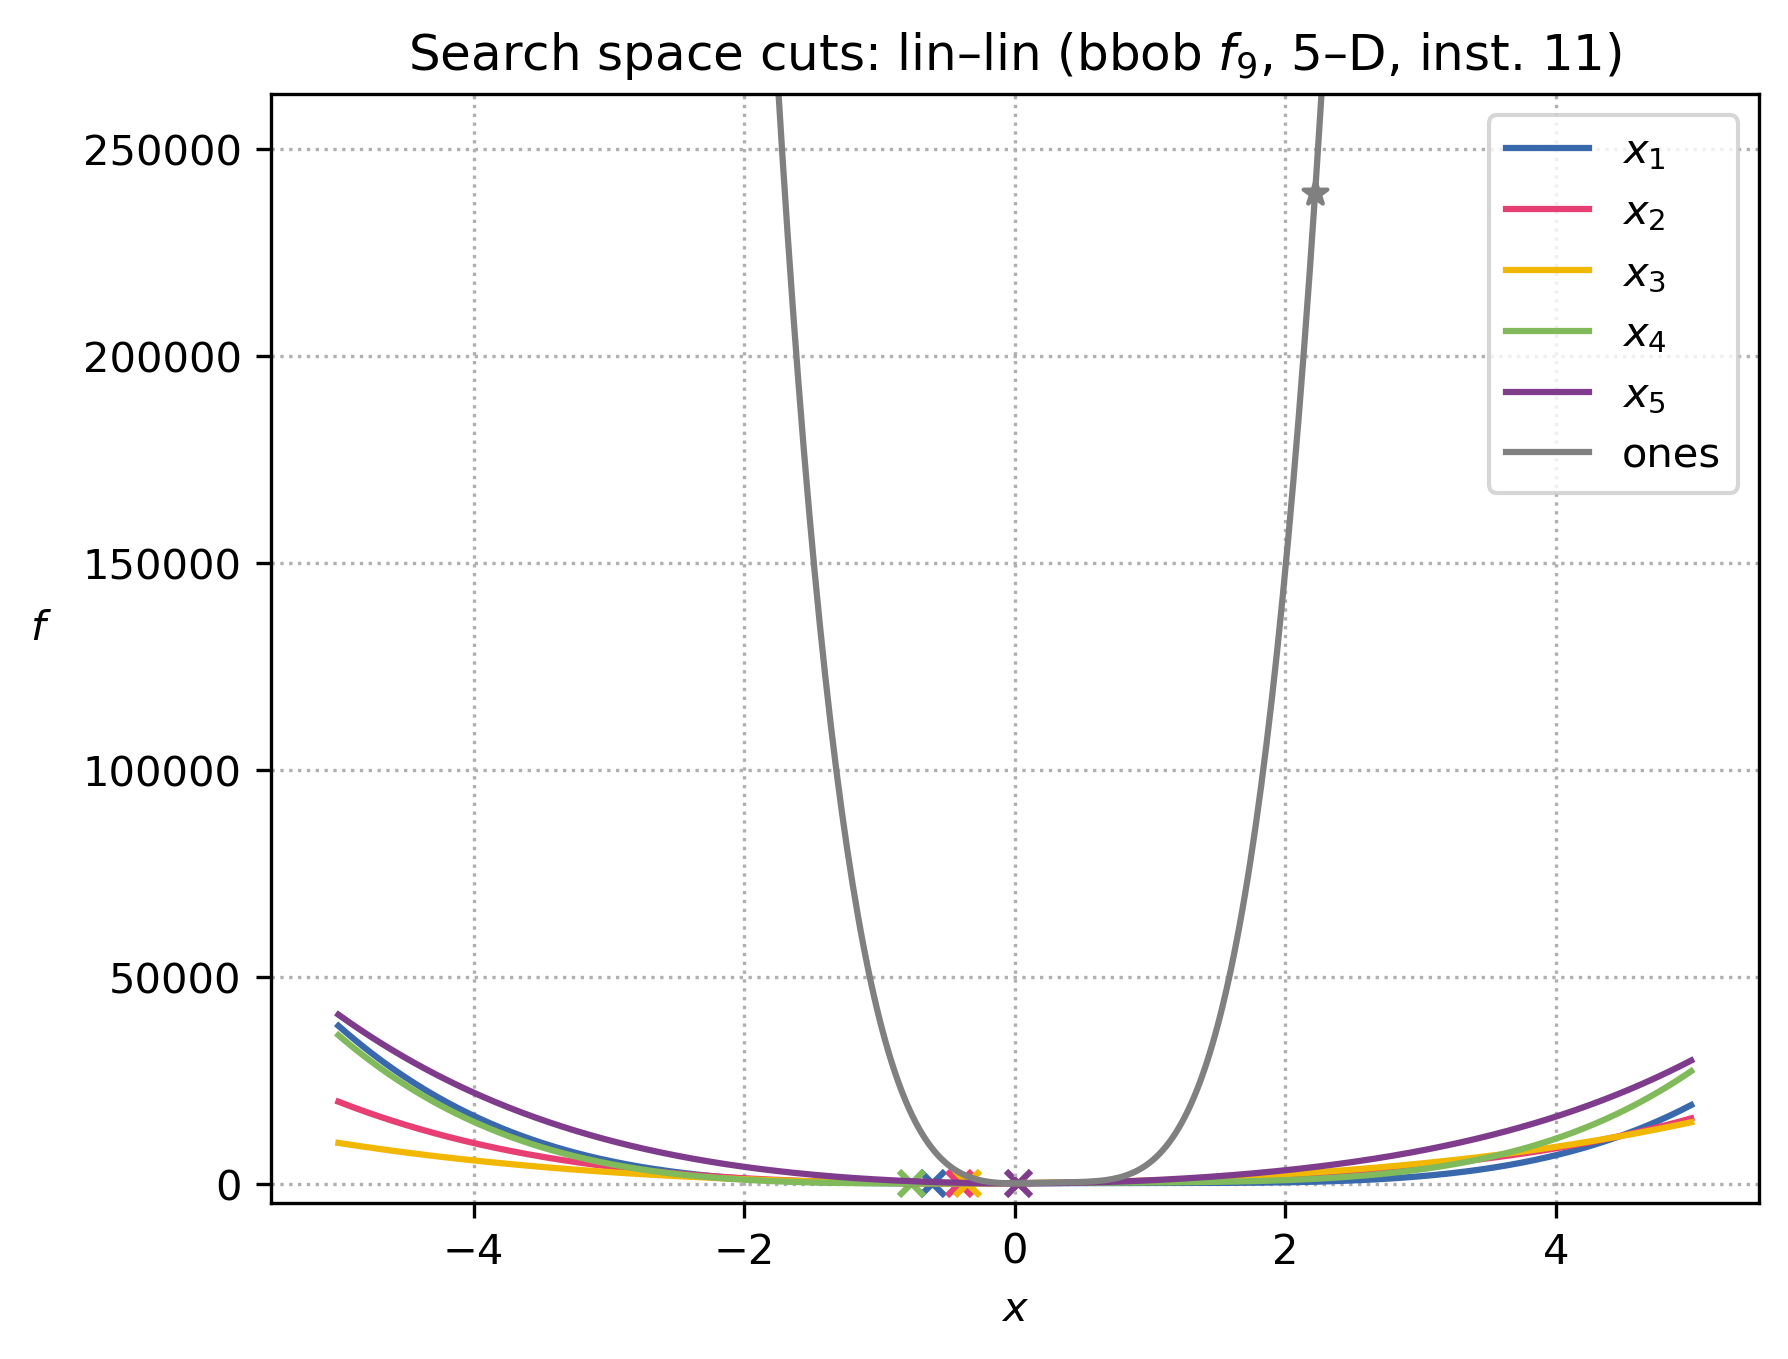 Search space cuts: lin–lin (bbob f₉, 5–D, inst. 11)
250000
200000
150000
100000
50000
0
f
−4
−2
0
2
4
x
x₁
x₂
x₃
x₄
x₅
ones